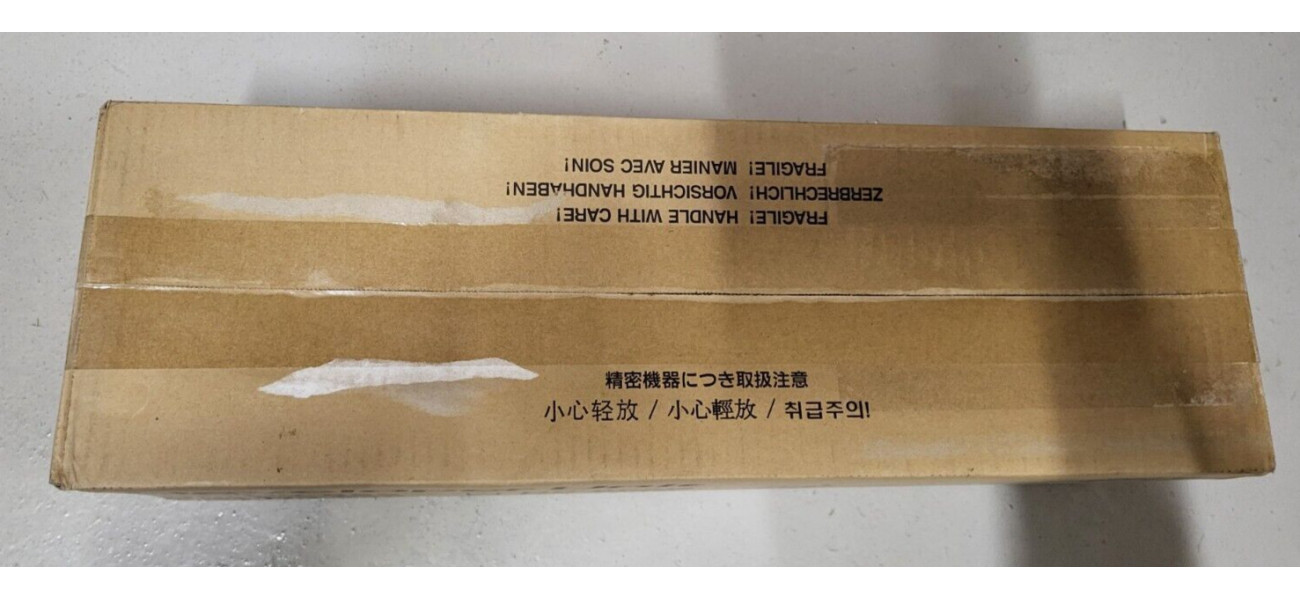 FRAGILE! HANDLE WITH CARE!
ZERBRECHLICH! VORSICHTIG HANDHABEN!
FRAGILE! MANIER AVEC SOIN!
精密機器につき取扱注意
小心轻放 / 小心輕放 / 취급주의!